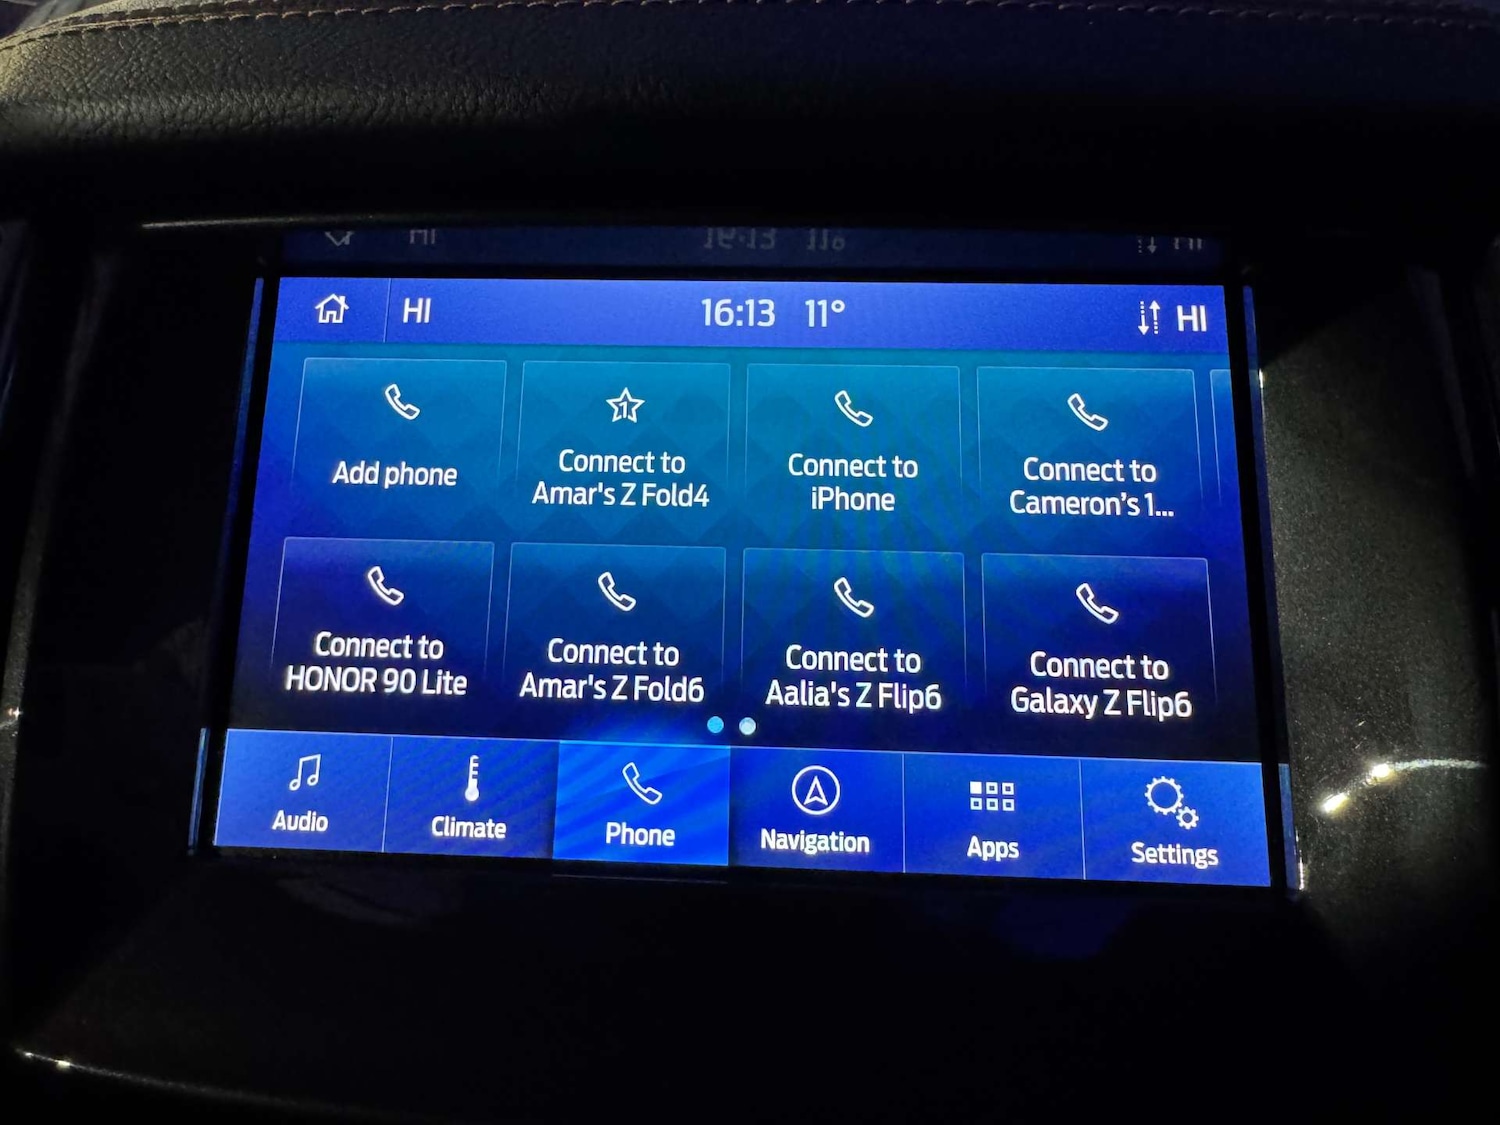 HI 16:13 11° HI
Add phone
1
Connect to
Amar's Z Fold4
Connect to
iPhone
Connect to
Cameron's 1...
Connect to
HONOR 90 Lite
Connect to
Amar's Z Fold6
Connect to
Aalia's Z Flip6
Connect to
Galaxy Z Flip6
Audio
Climate
Phone
Navigation
Apps
Settings